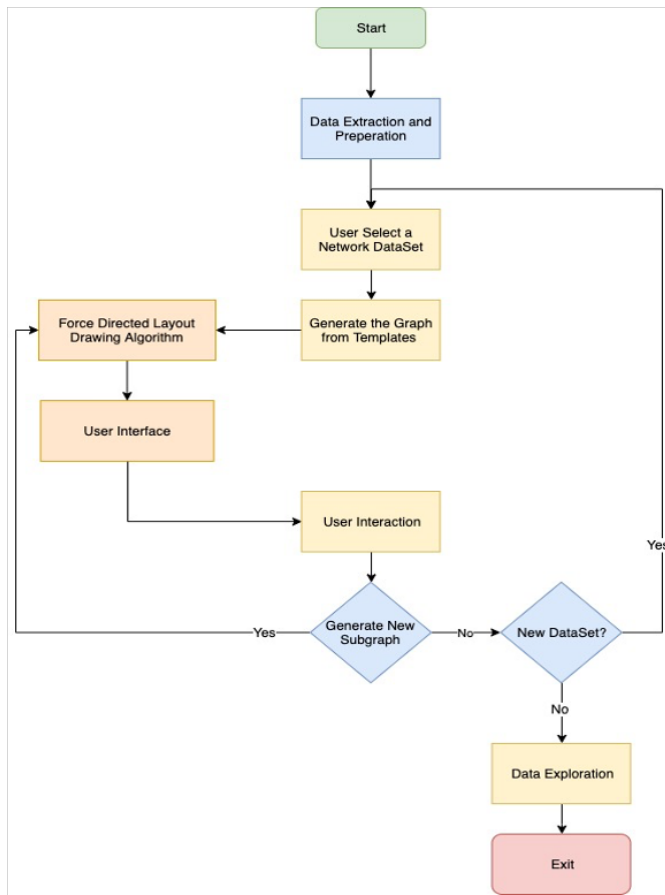 Start
Data Extraction and
Preperation
User Select a
Network DataSet
Force Directed Layout
Drawing Algorithm
Generate the Graph
from Templates
User Interface
User Interaction
Yes
Generate New
Subgraph
Yes
No
New DataSet?
No
Data Exploration
Exit